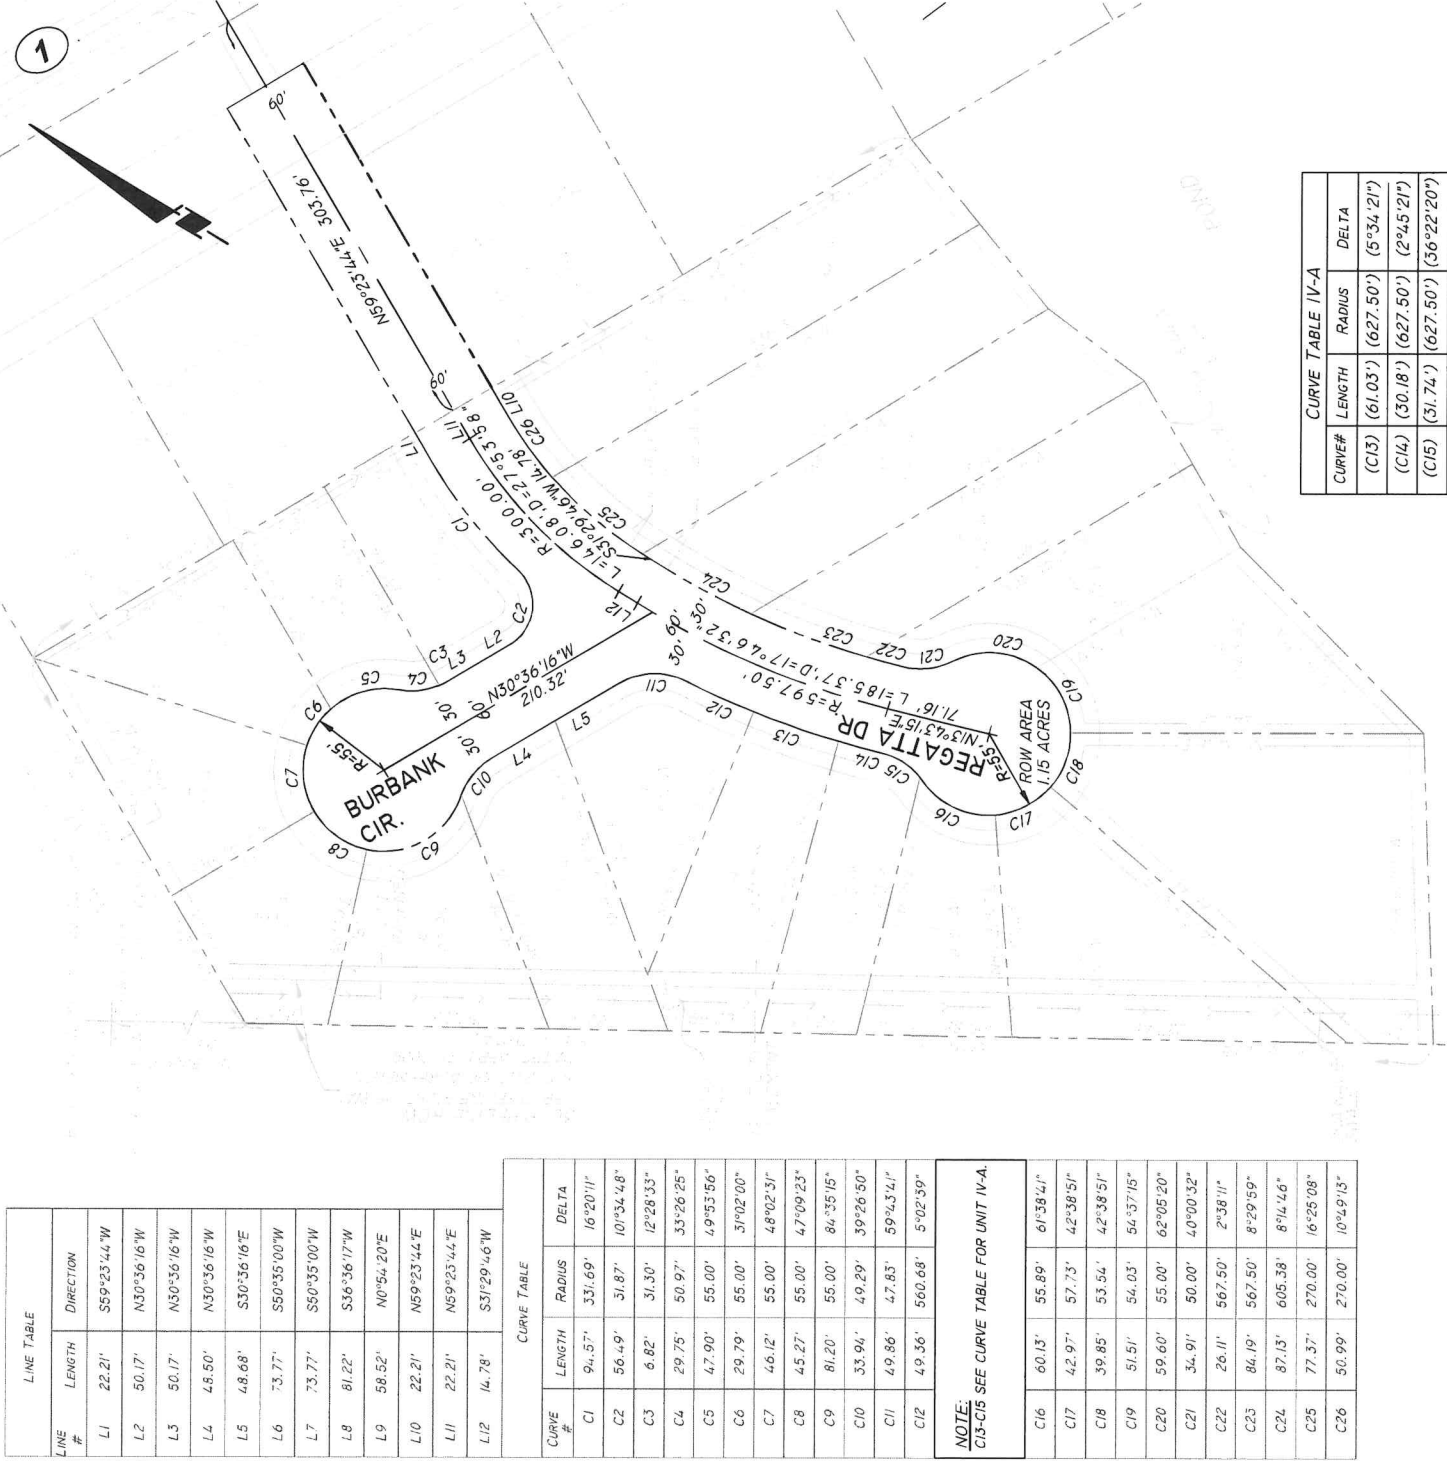 1
60'
N59°23'44"E 303.76'
60'
L1
L11
L10
C26
C1
R=300.00'
L=146.08', D=27°53'58"
S31°29'46"W 14.78'
C25
C24
L12
C2
L2
L3
C3
C4
C5
C6
C7
C8
C9
C10
L4
L5
N30°36'16"W
210.32'
30'
60'
30'
R=55'
BURBANK
CIR.
30'
60'
30'
C11
C12
C13
C14
C15
C16
C17
C18
C19
C20
C21
C22
C23
R=597.50'
L=185.37', D=17°46'32"
71.16'
N13°43'15"E
REGATTA DR.
R=55'
ROW AREA
1.15 ACRES
POND
CURVE TABLE IV-A
CURVE# LENGTH RADIUS DELTA
(C13) (61.03') (627.50') (5°34'21")
(C14) (30.18') (627.50') (2°45'21")
(C15) (31.74') (627.50') (36°22'20")
LINE TABLE
LINE # LENGTH DIRECTION
L1 22.21' S59°23'44"W
L2 50.17' N30°36'16"W
L3 50.17' N30°36'16"W
L4 48.50' N30°36'16"W
L5 48.68' S30°36'16"E
L6 73.77' S50°35'00"W
L7 73.77' S50°35'00"W
L8 81.22' S36°36'17"W
L9 58.52' N0°54'20"E
L10 22.21' N59°23'44"E
L11 22.21' N59°23'44"E
L12 14.78' S31°29'46"W
CURVE TABLE
CURVE # LENGTH RADIUS DELTA
C1 94.57' 331.69' 16°20'11"
C2 56.49' 31.87' 101°34'48"
C3 6.82' 31.30' 12°28'33"
C4 29.75' 50.97' 33°26'25"
C5 47.90' 55.00' 49°53'56"
C6 29.79' 55.00' 31°02'00"
C7 46.12' 55.00' 48°02'31"
C8 45.27' 55.00' 47°09'23"
C9 81.20' 55.00' 84°35'15"
C10 33.94' 49.29' 39°26'50"
C11 49.86' 47.83' 59°43'41"
C12 49.36' 560.68' 5°02'39"
NOTE:
C13-C15 SEE CURVE TABLE FOR UNIT IV-A.
C16 60.13' 55.89' 61°38'41"
C17 42.97' 57.73' 42°38'51"
C18 39.85' 53.54' 42°38'51"
C19 51.51' 54.03' 54°37'15"
C20 59.60' 55.00' 62°05'20"
C21 34.91' 50.00' 40°00'32"
C22 26.11' 567.50' 2°38'11"
C23 84.19' 567.50' 8°29'59"
C24 87.13' 605.38' 8°14'46"
C25 77.37' 270.00' 16°25'08"
C26 50.99' 270.00' 10°49'13"